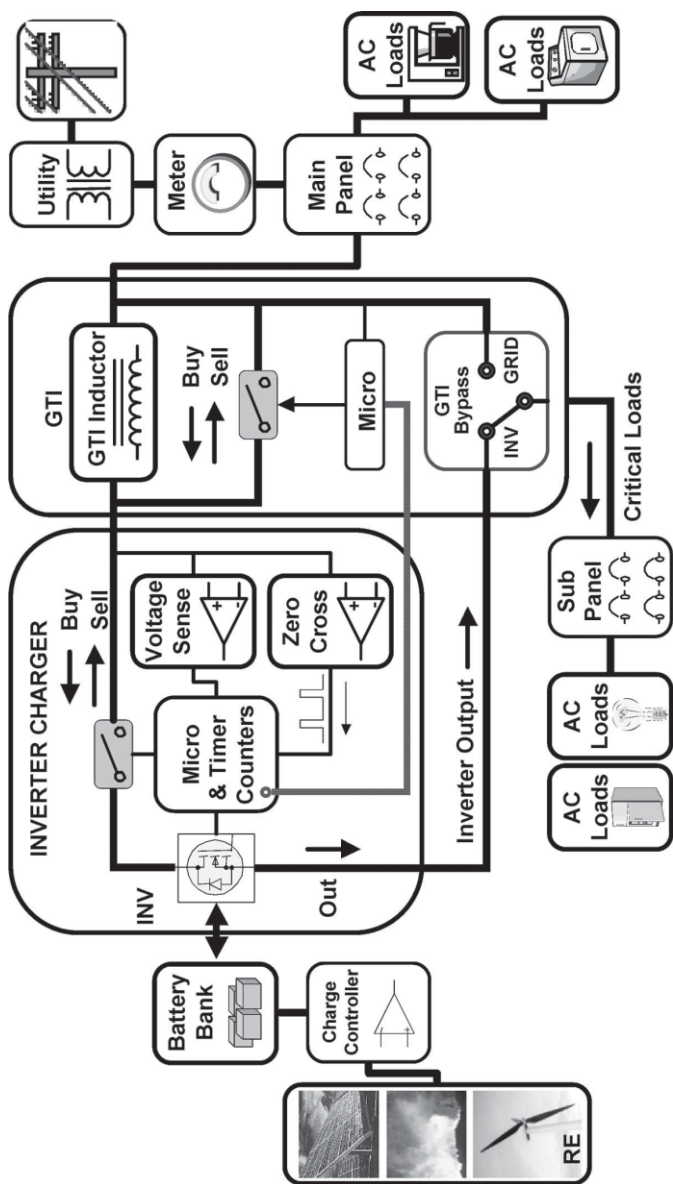 Utility
Meter
Main
Panel
AC
Loads
AC
Loads
GTI
GTI Inductor
Buy
Sell
Micro
GTI
Bypass
INV
GRID
INVERTER CHARGER
Buy
Sell
Voltage
Sense
Zero
Cross
Micro
& Timer
Counters
INV
Out
Inverter Output
Critical Loads
Sub
Panel
AC
Loads
AC
Loads
Battery
Bank
Charge
Controller
RE